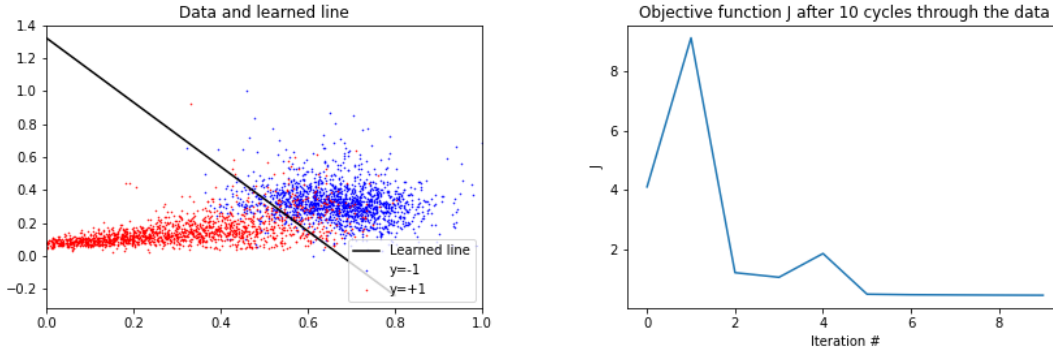 Data and learned line
1.4
1.2
1.0
0.8
0.6
0.4
0.2
0.0
−0.2
0.0 0.2 0.4 0.6 0.8 1.0
Learned line
y=-1
y=+1
Objective function J after 10 cycles through the data
J
8
6
4
2
0 2 4 6 8
Iteration #